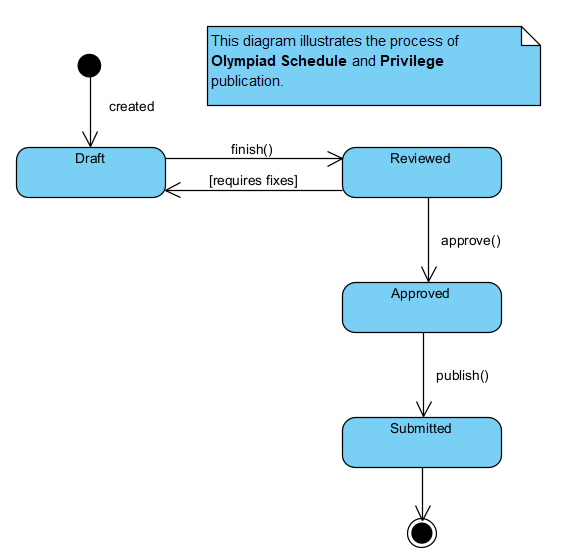 This diagram illustrates the process of
Olympiad Schedule and Privilege
publication.
created
Draft
finish()
Reviewed
[requires fixes]
approve()
Approved
publish()
Submitted